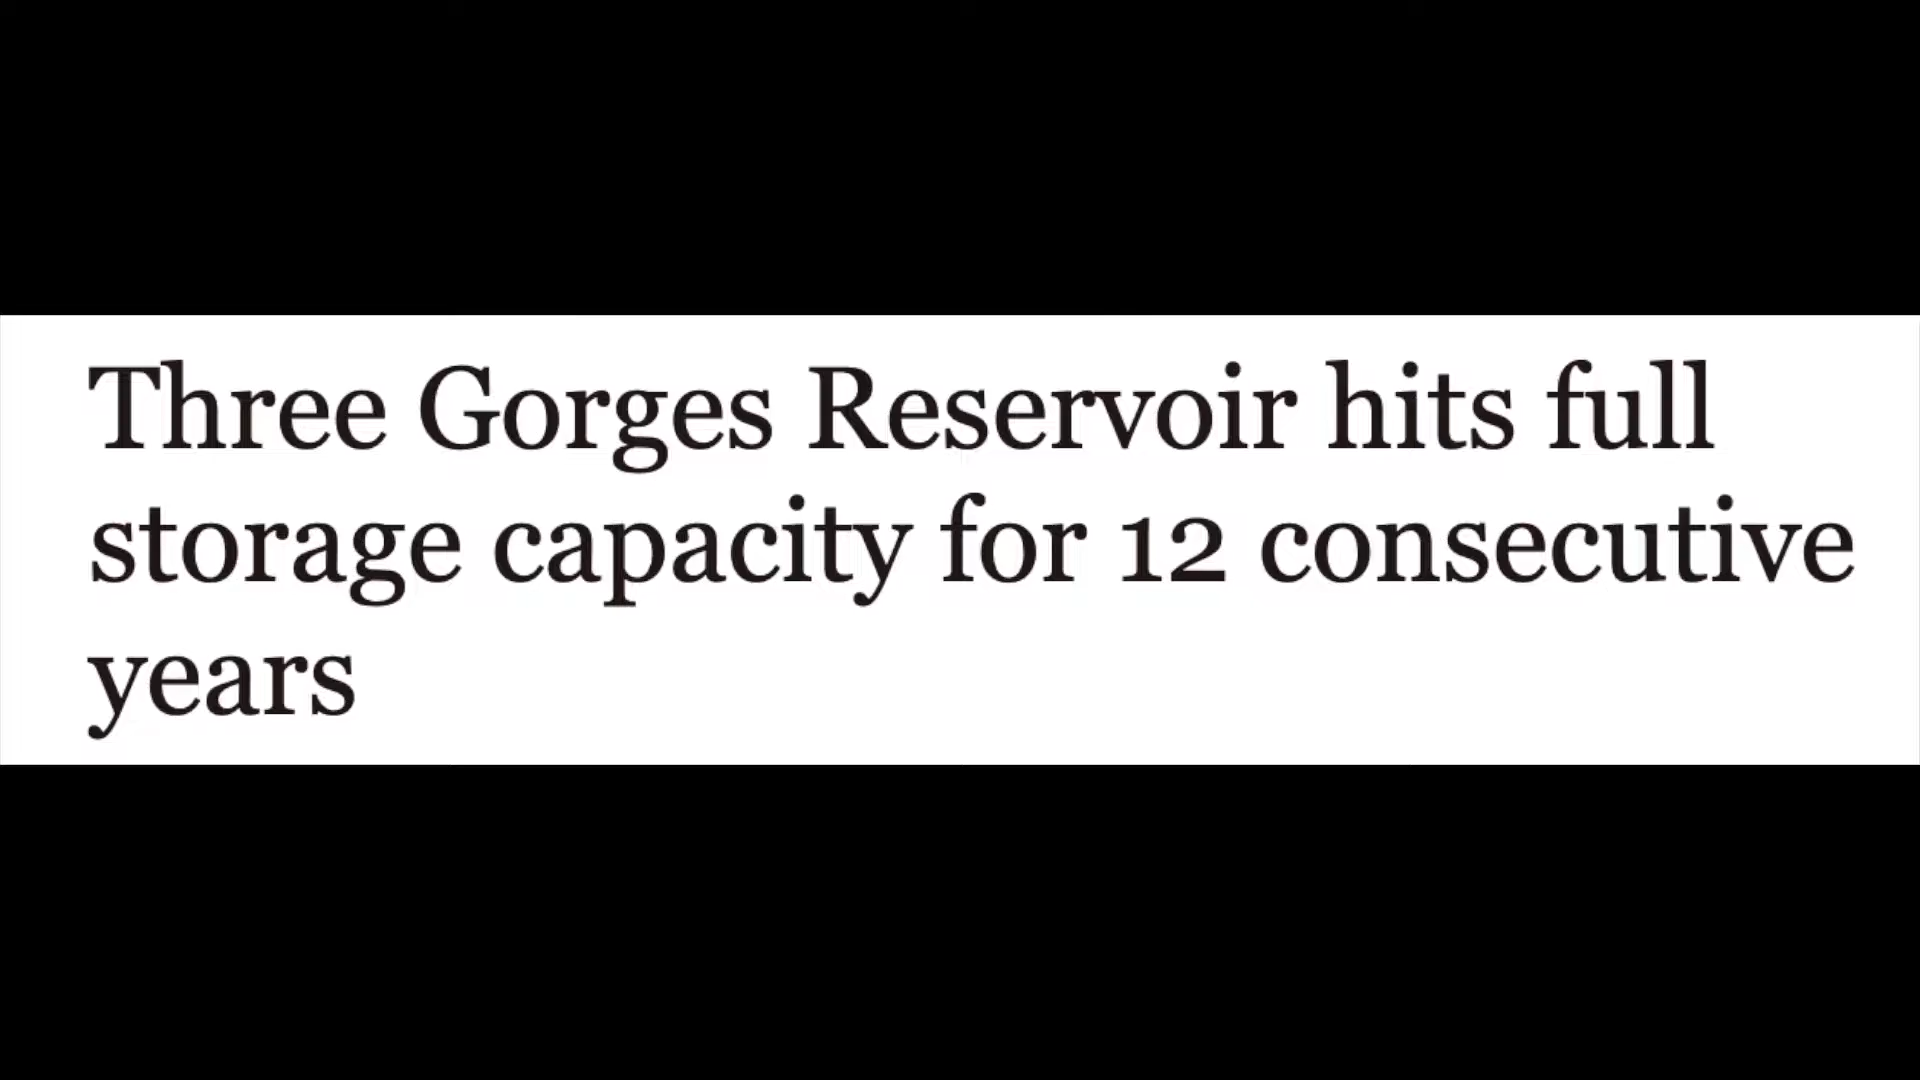 Three Gorges Reservoir hits full
storage capacity for 12 consecutive
years